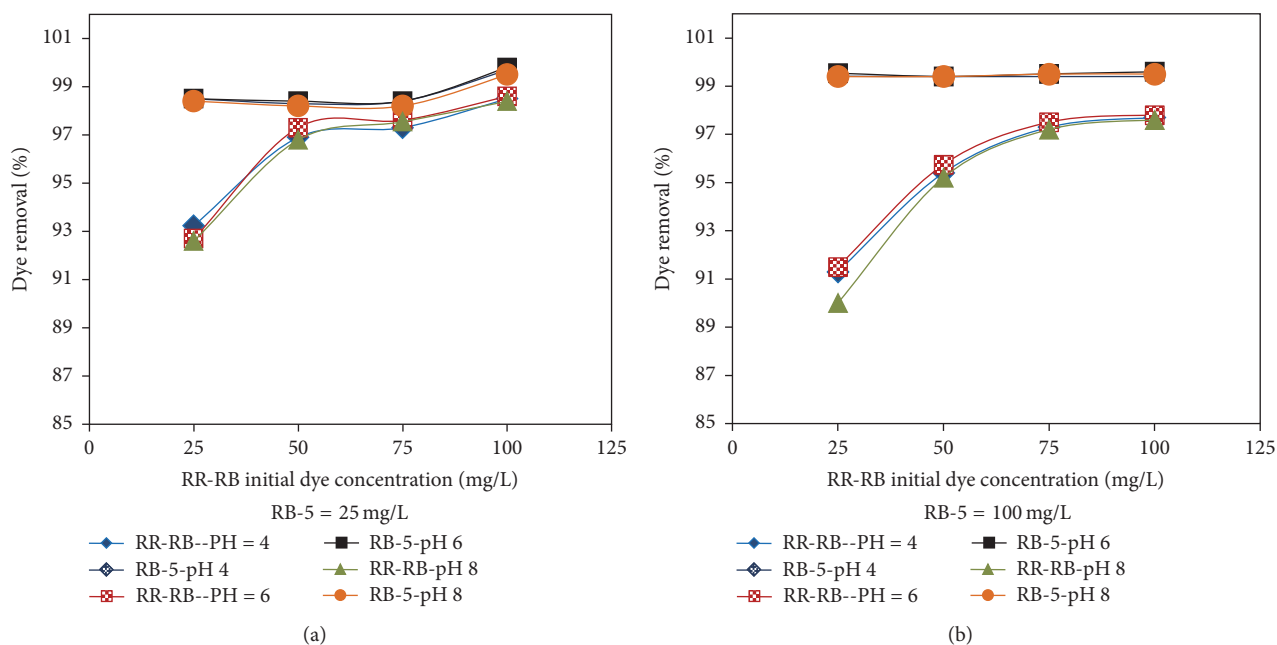 101
99
97
95
93
91
89
87
85
Dye removal (%)
0
25
50
75
100
125
RR-RB initial dye concentration (mg/L)
RB-5 = 25 mg/L
RR-RB--PH = 4
RB-5-pH 4
RR-RB--PH = 6
RB-5-pH 6
RR-RB-pH 8
RB-5-pH 8
(a)
101
99
97
95
93
91
89
87
85
Dye removal (%)
0
25
50
75
100
125
RR-RB initial dye concentration (mg/L)
RB-5 = 100 mg/L
RR-RB--PH = 4
RB-5-pH 4
RR-RB--PH = 6
RB-5-pH 6
RR-RB-pH 8
RB-5-pH 8
(b)